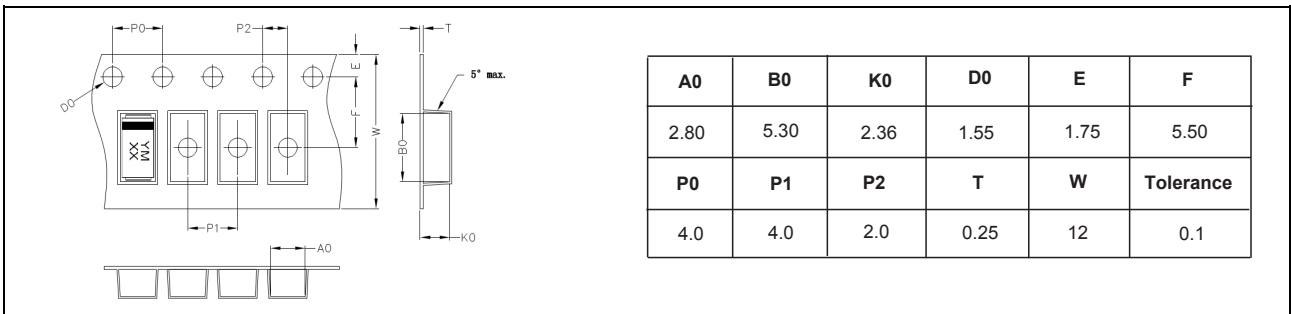 P0
P2
T
E
5° max.
D0
F
W
B0
YM
XX
P1
K0
A0
A0 B0 K0 D0 E F
2.80 5.30 2.36 1.55 1.75 5.50
P0 P1 P2 T W Tolerance
4.0 4.0 2.0 0.25 12 0.1